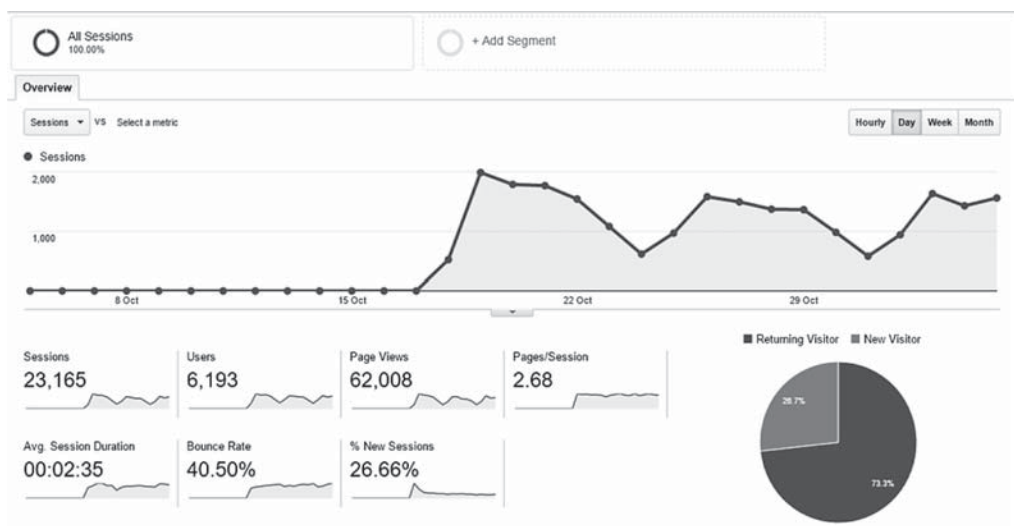 All Sessions
100.00%
+ Add Segment
Overview
Sessions VS Select a metric
Hourly Day Week Month
Sessions
2,000
1,000
8 Oct 15 Oct 22 Oct 29 Oct
Returning Visitor New Visitor
Sessions Users Page Views Pages/Session
23,165 6,193 62,008 2.68
26.7%
Avg. Session Duration Bounce Rate % New Sessions
00:02:35 40.50% 26.66%
73.3%